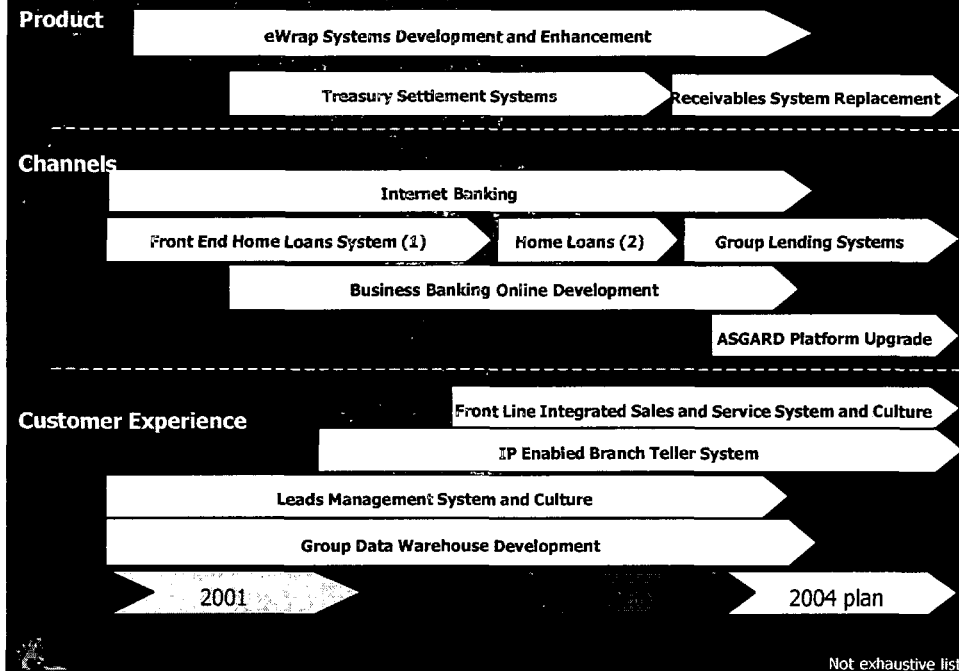 Product
eWrap Systems Development and Enhancement
Treasury Settlement Systems
Receivables System Replacement
Channels
Internet Banking
Front End Home Loans System (1)
Home Loans (2)
Group Lending Systems
Business Banking Online Development
ASGARD Platform Upgrade
Customer Experience
Front Line Integrated Sales and Service System and Culture
IP Enabled Branch Teller System
Leads Management System and Culture
Group Data Warehouse Development
2001
2004 plan
Not exhaustive list